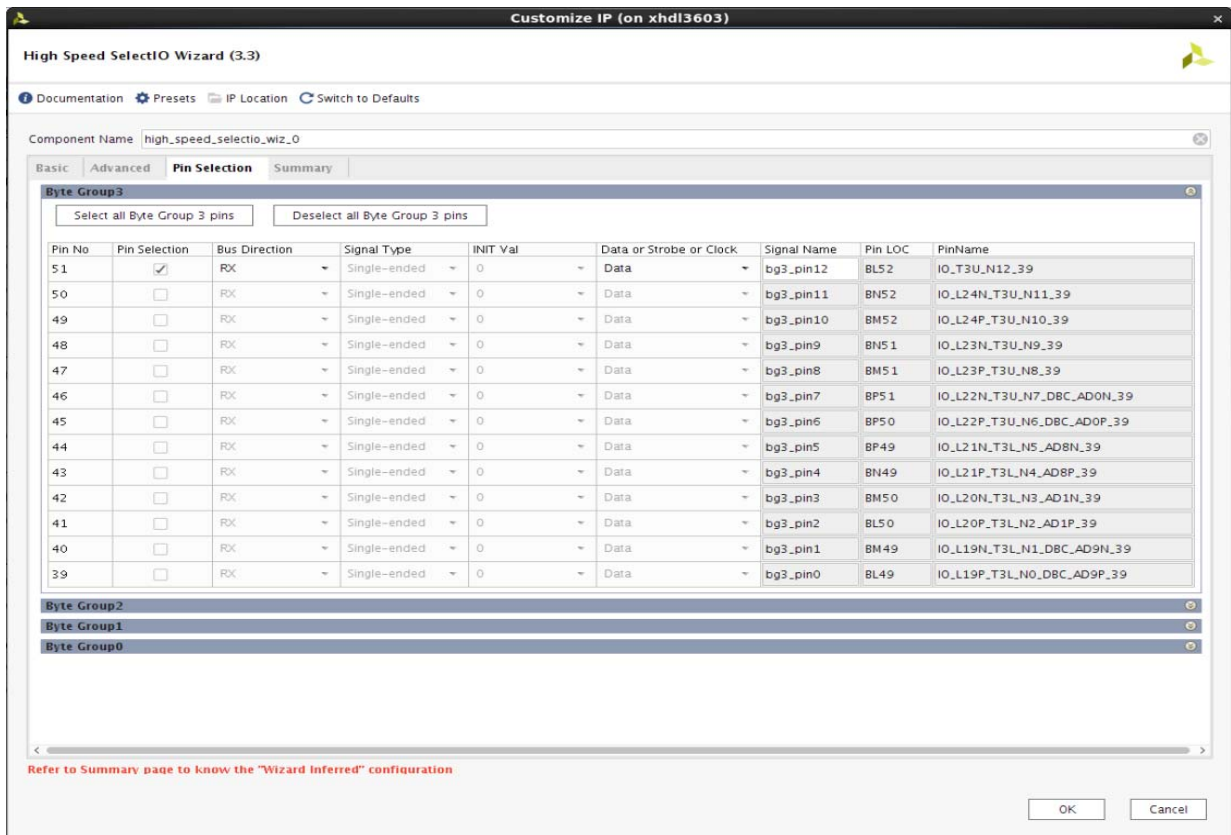 Customize IP (on xhdl3603)
High Speed SelectIO Wizard (3.3)
Documentation Presets IP Location Switch to Defaults
Component Name high_speed_selectio_wiz_0
Basic Advanced Pin Selection Summary
Byte Group3
Select all Byte Group 3 pins Deselect all Byte Group 3 pins
Pin No Pin Selection Bus Direction Signal Type INIT Val Data or Strobe or Clock Signal Name Pin LOC PinName
51 RX Single-ended 0 Data bg3_pin12 BL52 IO_T3U_N12_39
50 RX Single-ended 0 Data bg3_pin11 BN52 IO_L24N_T3U_N11_39
49 RX Single-ended 0 Data bg3_pin10 BM52 IO_L24P_T3U_N10_39
48 RX Single-ended 0 Data bg3_pin9 BN51 IO_L23N_T3U_N9_39
47 RX Single-ended 0 Data bg3_pin8 BM51 IO_L23P_T3U_N8_39
46 RX Single-ended 0 Data bg3_pin7 BP51 IO_L22N_T3U_N7_DBC_AD0N_39
45 RX Single-ended 0 Data bg3_pin6 BP50 IO_L22P_T3U_N6_DBC_AD0P_39
44 RX Single-ended 0 Data bg3_pin5 BP49 IO_L21N_T3L_N5_AD8N_39
43 RX Single-ended 0 Data bg3_pin4 BN49 IO_L21P_T3L_N4_AD8P_39
42 RX Single-ended 0 Data bg3_pin3 BM50 IO_L20N_T3L_N3_AD1N_39
41 RX Single-ended 0 Data bg3_pin2 BL50 IO_L20P_T3L_N2_AD1P_39
40 RX Single-ended 0 Data bg3_pin1 BM49 IO_L19N_T3L_N1_DBC_AD9N_39
39 RX Single-ended 0 Data bg3_pin0 BL49 IO_L19P_T3L_N0_DBC_AD9P_39
Byte Group2
Byte Group1
Byte Group0
Refer to Summary page to know the "Wizard Inferred" configuration
OK Cancel